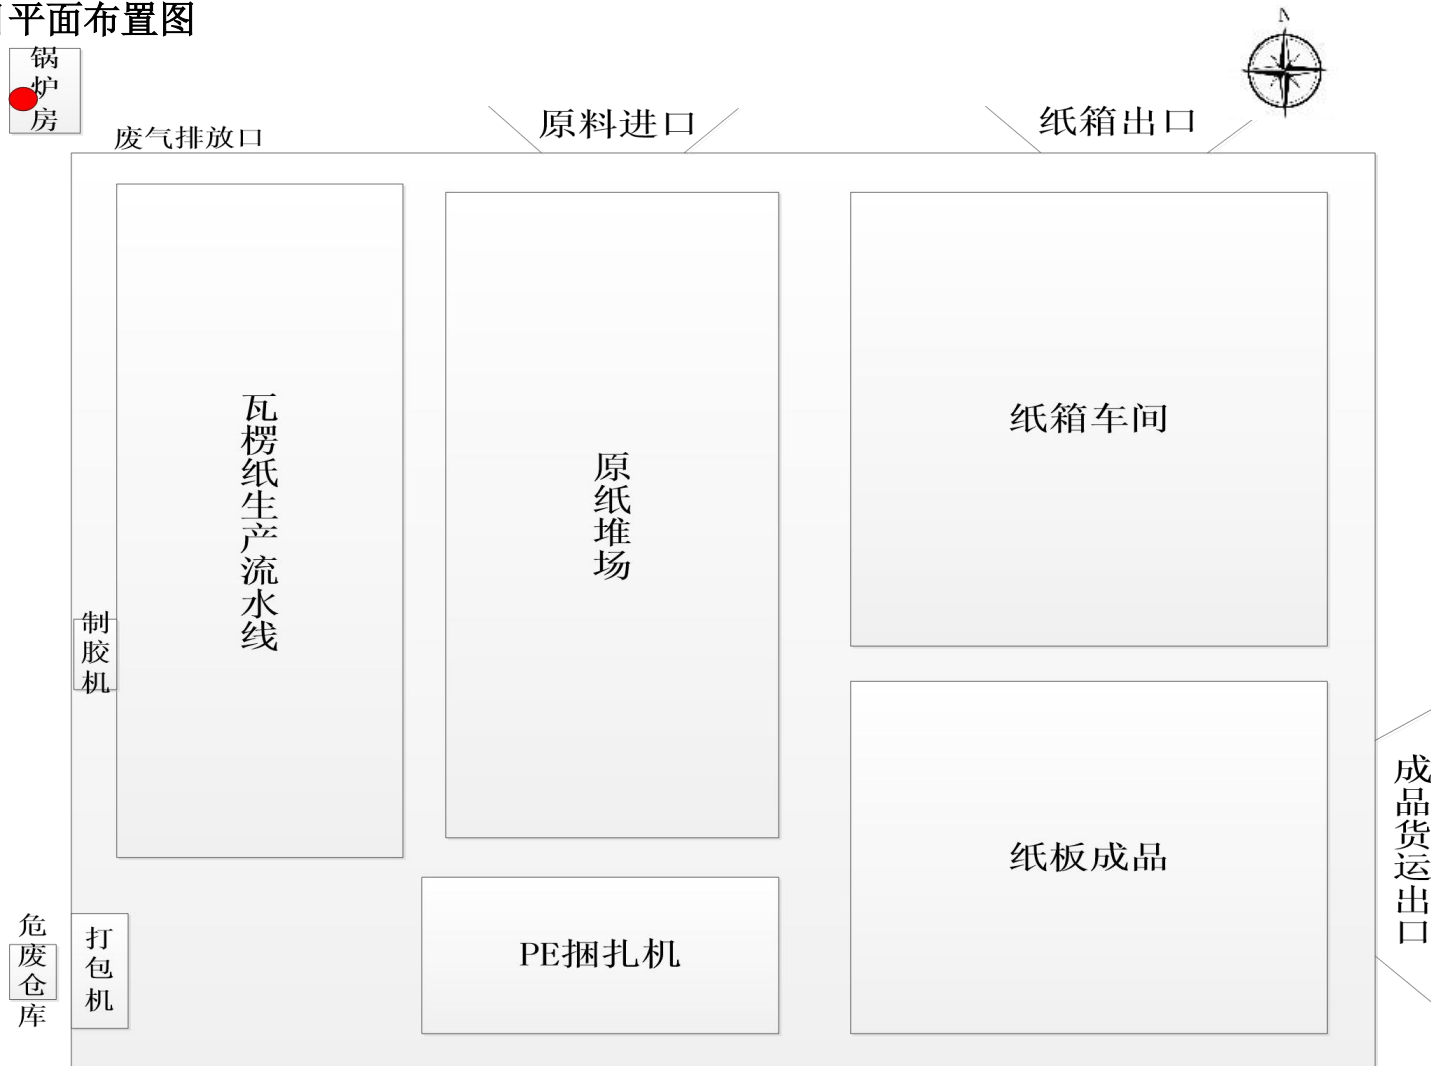 平面布置图
N
锅炉房
废气排放口
原料进口
纸箱出口
瓦楞纸生产流水线
原纸堆场
纸箱车间
制胶机
纸板成品
成品货运出口
危废仓库
打包机
PE捆扎机